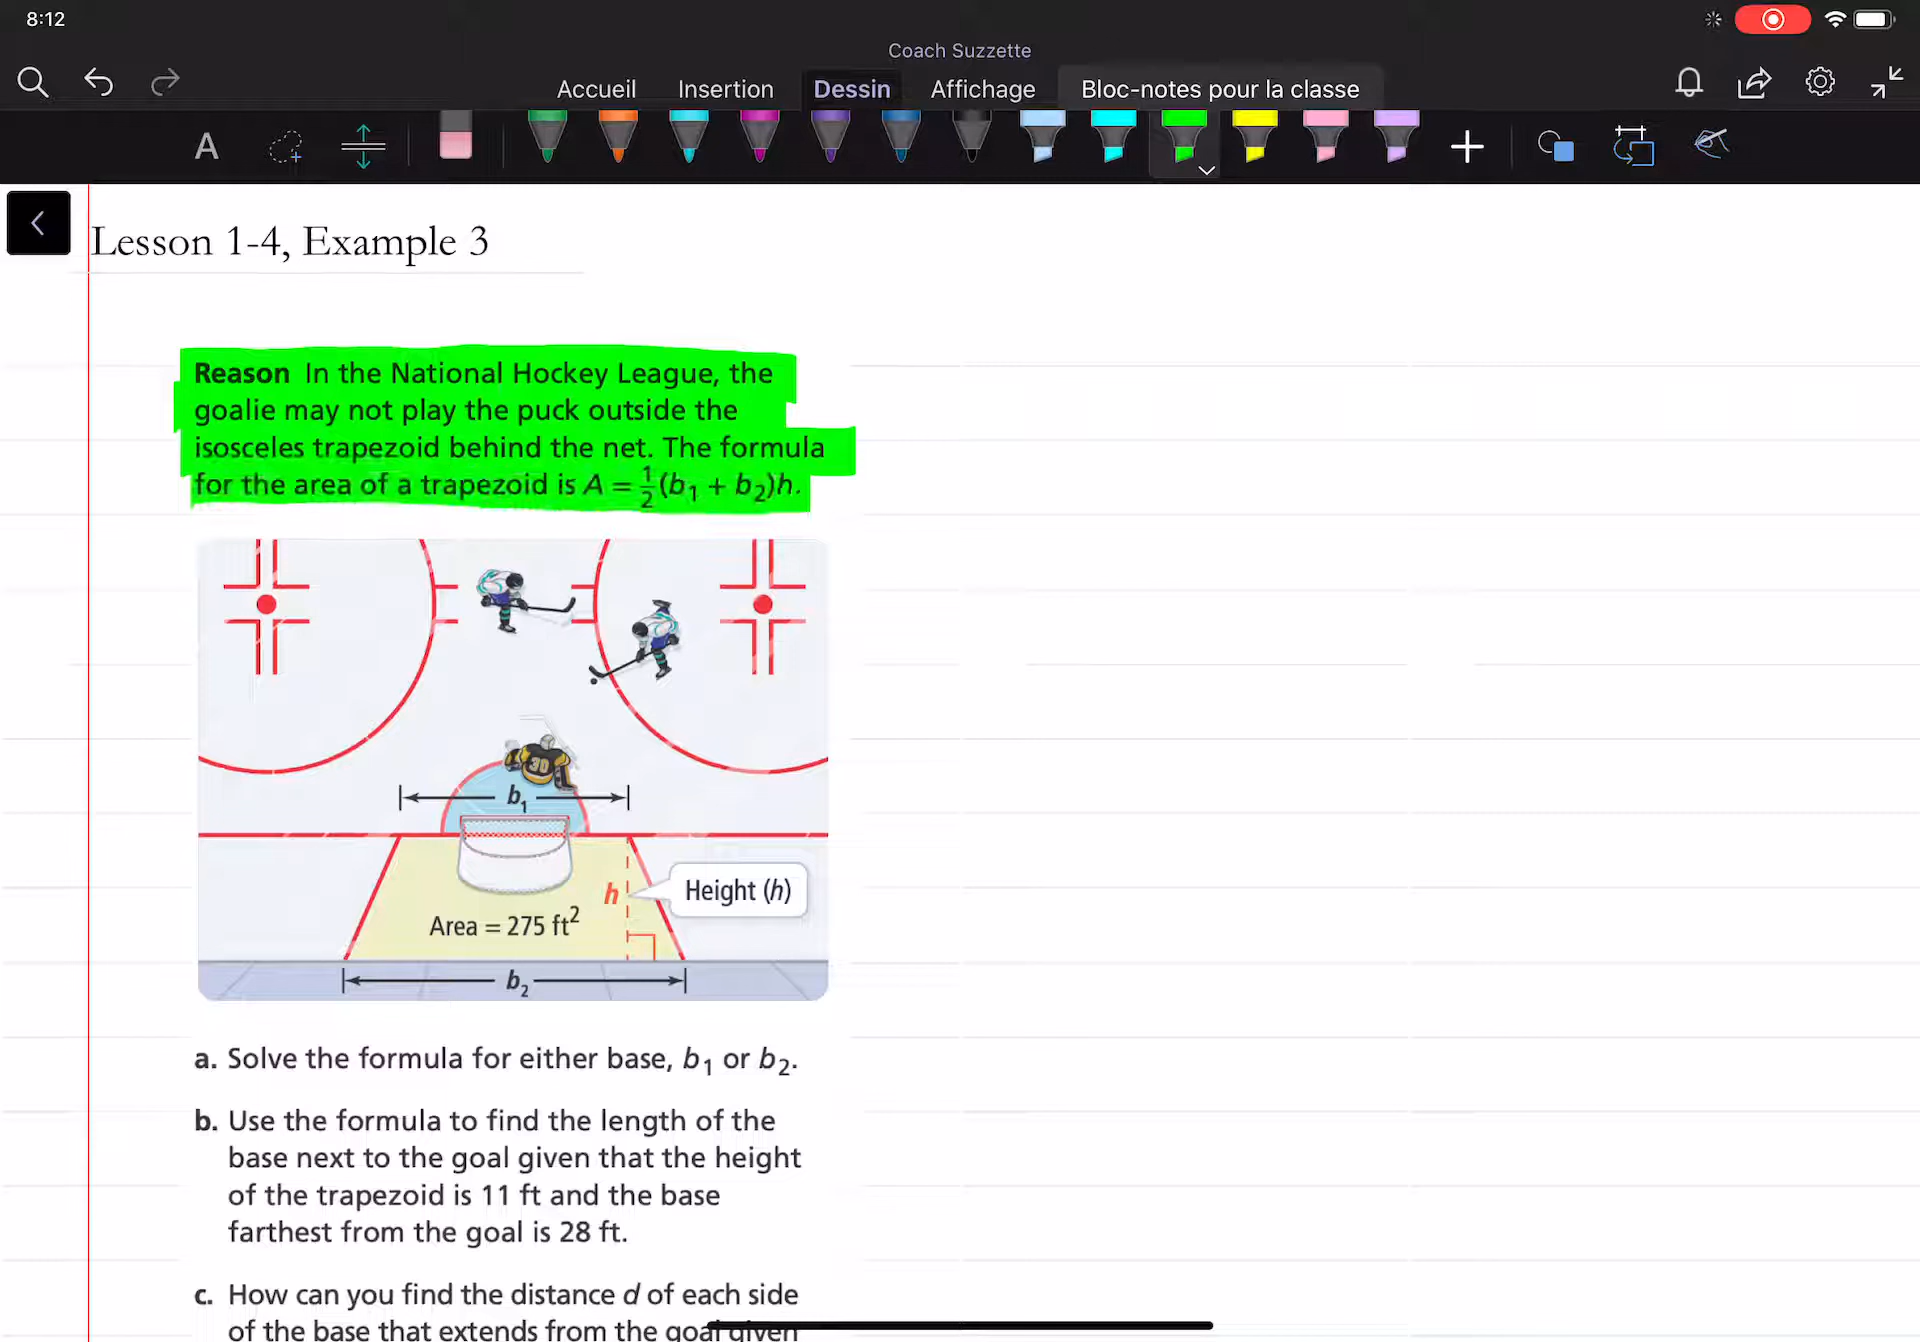 8:12
Coach Suzzette
Accueil Insertion Dessin Affichage Bloc-notes pour la classe
A
Lesson 1-4, Example 3
Reason In the National Hockey League, the
goalie may not play the puck outside the
isosceles trapezoid behind the net. The formula
for the area of a trapezoid is A = 1/2(b₁ + b₂)h.
30
b₁
h
Height (h)
Area = 275 ft²
b₂
a. Solve the formula for either base, b₁ or b₂.
b. Use the formula to find the length of the
base next to the goal given that the height
of the trapezoid is 11 ft and the base
farthest from the goal is 28 ft.
c. How can you find the distance d of each side
of the base that extends from the goal given